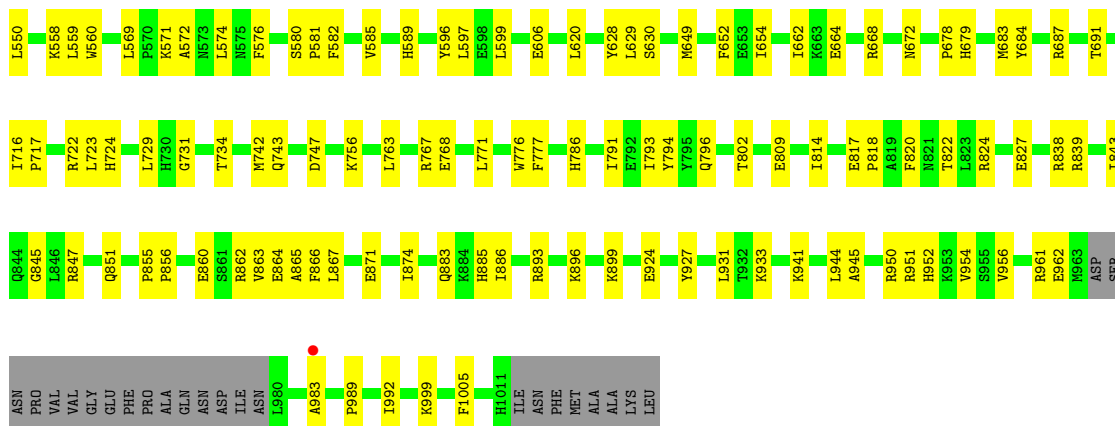 L550 K558 L559 W560 L569 P570 K571 A572 N573 L574 N575 F576 S580 P581 F582 V585 H589 Y596 L597 E598 L599 E606 L620 Y628 L629 S630 M649 F652 E653 I654 I662 K663 E664 R668 N672 P678 H679 M683 Y684 R687 T691
I716 P717 R722 L723 H724 L729 H730 G731 T734 M742 Q743 D747 K756 L763 R767 E768 L771 W776 F777 H786 I791 E792 I793 Y794 Y795 Q796 T802 E809 I814 E817 P818 A819 F820 N821 T822 L823 R824 E827 R838 R839 I843
Q844 G845 L846 R847 Q851 P855 P856 E860 S861 R862 V863 E864 A865 F866 L867 E871 I874 Q883 K884 H885 I886 R893 K896 K899 E924 Y927 L931 T932 K933 K941 L944 A945 R950 R951 H952 K953 V954 S955 V956 R961 E962 M963 ASP SER
ASN PRO VAL VAL GLY GLU PHE PRO ALA GLN ASN ASP ILE ASN L980 A983 P989 I992 K999 F1005 H1011 ILE ASN PHE MET ALA ALA LYS LEU